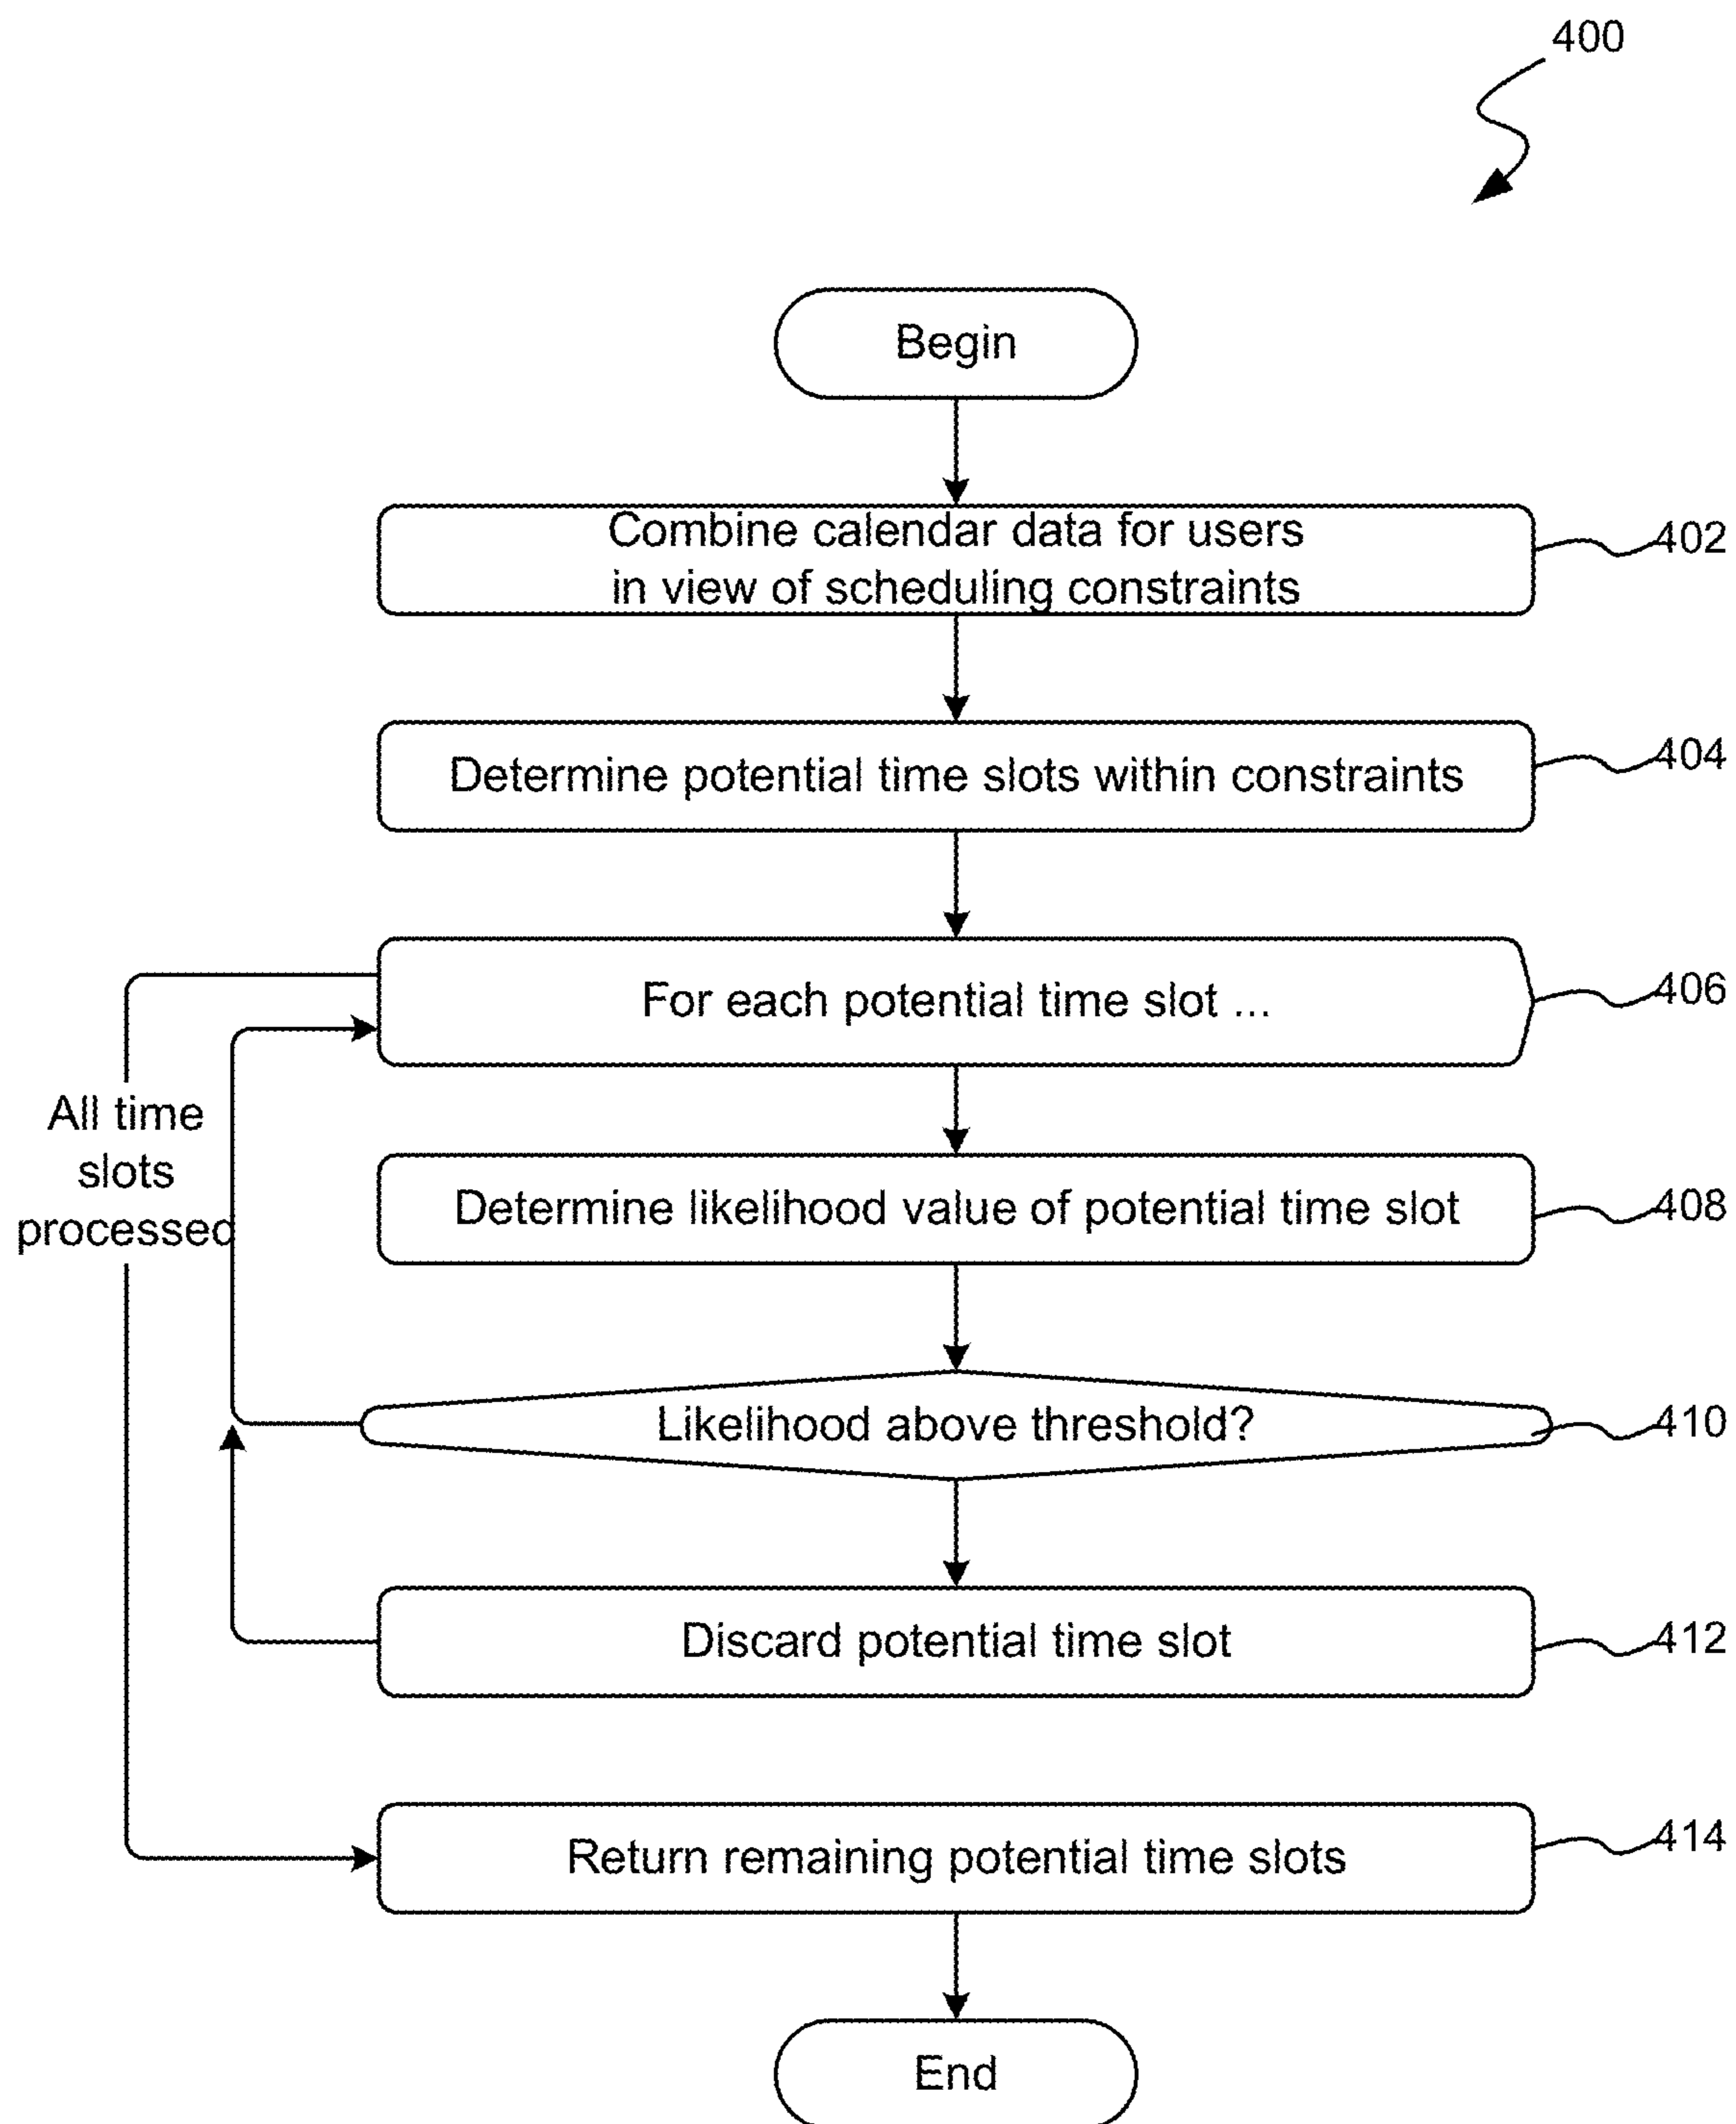 400
Begin
Combine calendar data for users
in view of scheduling constraints
402
Determine potential time slots within constraints
404
For each potential time slot ...
406
All time
slots
processed
Determine likelihood value of potential time slot
408
Likelihood above threshold?
410
Discard potential time slot
412
Return remaining potential time slots
414
End